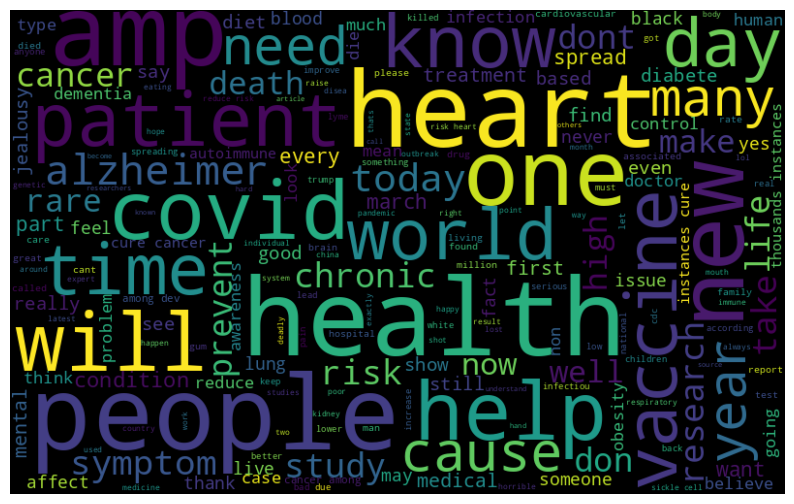 type
diet
blood
amp
need
know
killed
cardiovascular
body
black
human
died
much
infection
die
dont
anyone
got
day
cancer
say
eating
improve
spread
death
please
treatment
based
diabete
dementia
raise
reduce risk
lyme
article
disea
heart
many
patient
find
control
rate
hope
call
thats
state
risk heart
others
never
make
yes
jealousy
spreading
autoimmune
mean
something
outbreak
drug
month
associated
lol
alzheimer
every
look
one
even
genetic
become
researchers
hard
trump
today
must
doctor
real
instances
rare
covid
march
pandemic
right
way
let
new
part
feel
known
individual
living
point
world
vaccine
instances cure
life
thousands
care
cure cancer
good
brain
found
high
great
around
time
prevent
system
china
million
first
issue
mouth
family
immune
take
called
cant
expert
really
among dev
awareness
chronic
fact
problem
lead
exactly
happy
serious
latest
happen
see
deadly
health
white
shot
result
low
national
cdc
according
always
will
gum
lung
hospital
pain
show
lost
non
children
source
report
think
condition
reduce
keep
risk
now
still
well
research
year
test
mental
people
studies
poor
understand
infectiou
obesity
kidney
increase
help
respiratory
going
country
work
lower
man
cause
hand
back
want
affect
used
better
two
live
symptom
thank
case
study
may
medical
don
someone
believe
medicine
bad
due
cancer among
horrible
sickle cell